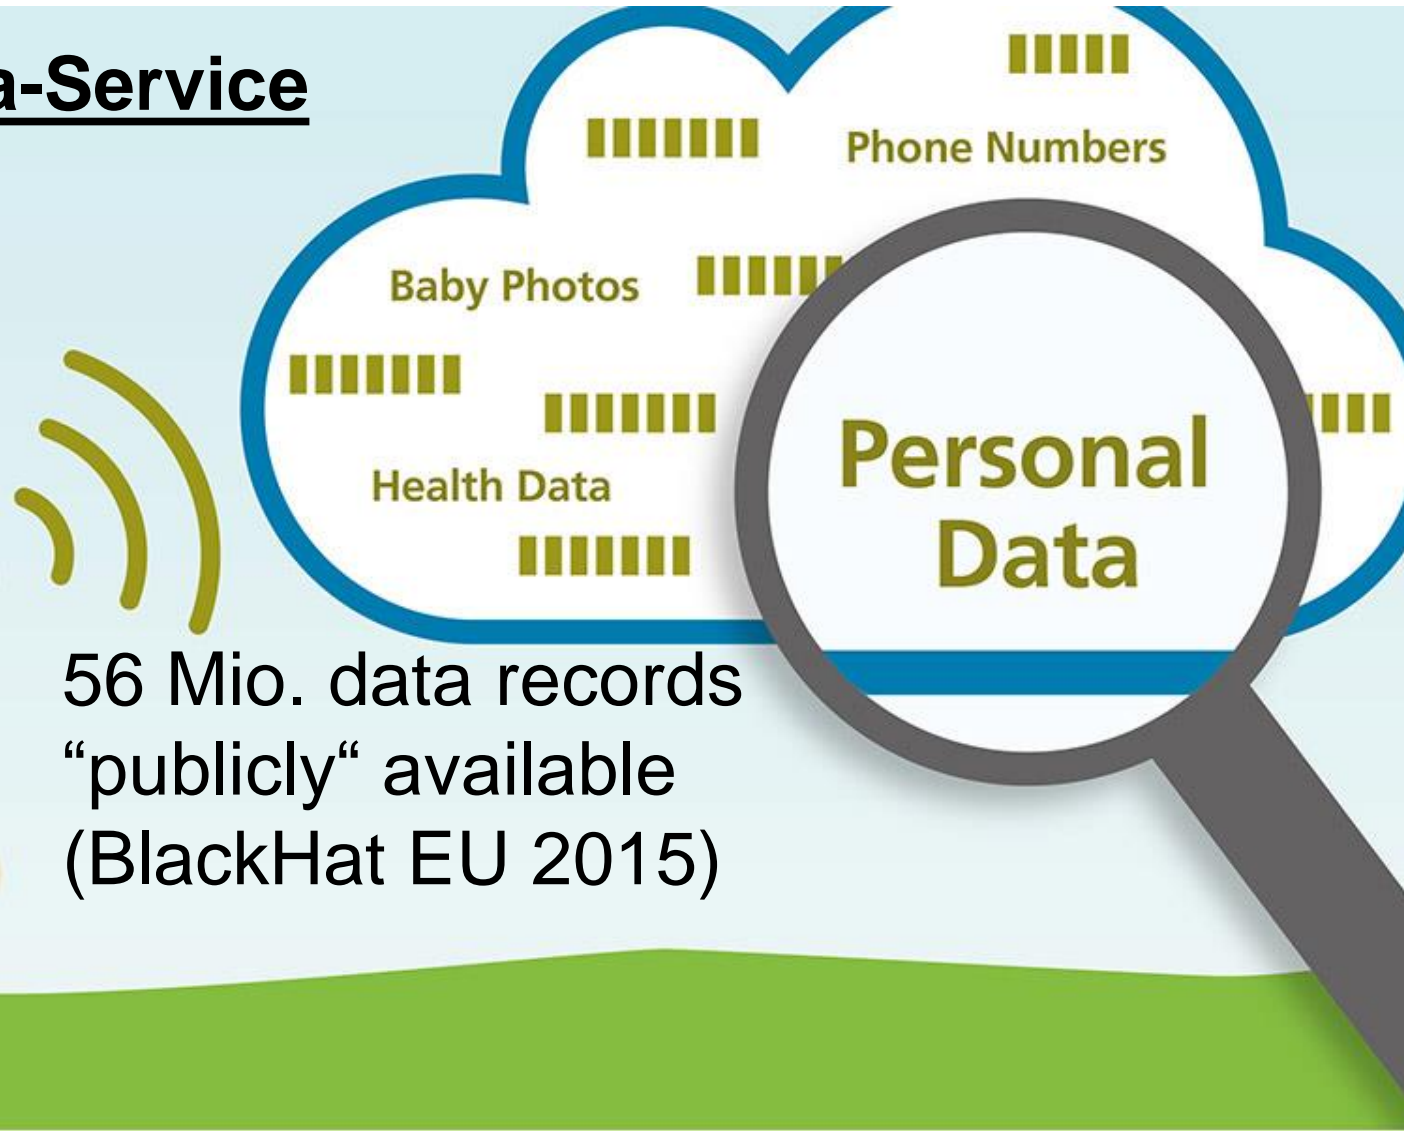 a-Service
Phone Numbers
Baby Photos
Health Data
Personal
Data
56 Mio. data records
“publicly“ available
(BlackHat EU 2015)